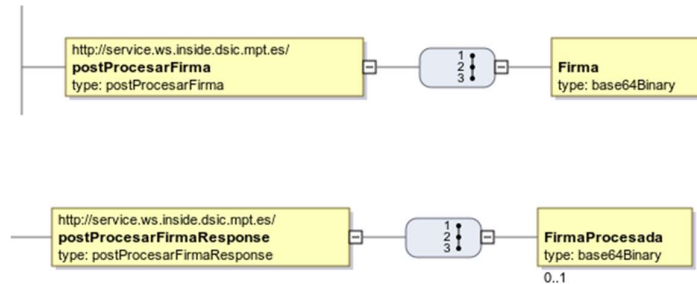 http://service.ws.inside.dsic.mpt.es/
postProcesarFirma
type: postProcesarFirma
1
2
3
Firma
type: base64Binary
http://service.ws.inside.dsic.mpt.es/
postProcesarFirmaResponse
type: postProcesarFirmaResponse
1
2
3
FirmaProcesada
type: base64Binary
0..1